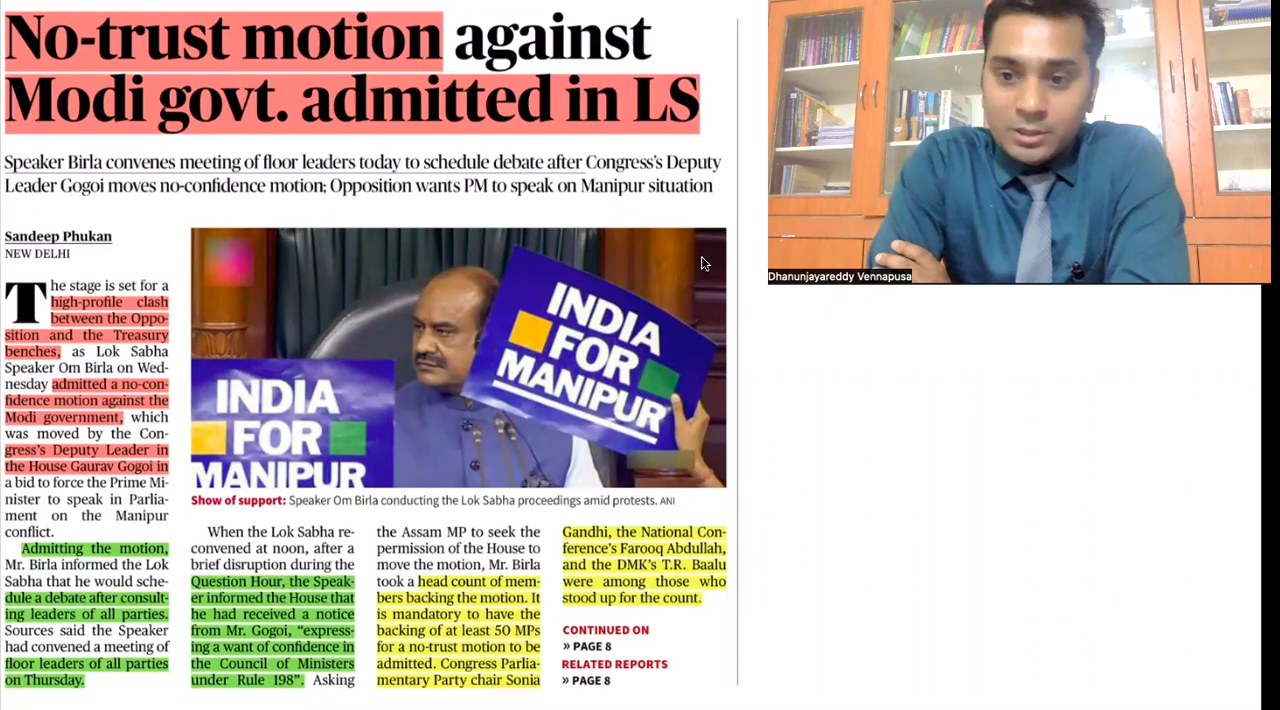 No-trust motion against
Modi govt. admitted in LS
Speaker Birla convenes meeting of floor leaders today to schedule debate after Congress's Deputy
Leader Gogoi moves no-confidence motion; Opposition wants PM to speak on Manipur situation
Sandeep Phukan
NEW DELHI
The stage is set for a
high-profile clash
between the Oppo-
sition and the Treasury
benches, as Lok Sabha
Speaker Om Birla on Wed-
nesday admitted a no-con-
fidence motion against the
Modi government, which
was moved by the Con-
gress's Deputy Leader in
the House Gaurav Gogoi in
a bid to force the Prime Mi-
nister to speak in Parlia-
ment on the Manipur
conflict.
Admitting the motion,
Mr. Birla informed the Lok
Sabha that he would sche-
dule a debate after consult-
ing leaders of all parties.
Sources said the Speaker
had convened a meeting of
floor leaders of all parties
on Thursday.
INDIA
FOR
MANIPUR
INDIA
FOR
MANIPUR
Show of support: Speaker Om Birla conducting the Lok Sabha proceedings amid protests. ANI
When the Lok Sabha re-
convened at noon, after a
brief disruption during the
Question Hour, the Speak-
er informed the House that
he had received a notice
from Mr. Gogoi, “express-
ing a want of confidence in
the Council of Ministers
under Rule 198”. Asking
the Assam MP to seek the
permission of the House to
move the motion, Mr. Birla
took a head count of mem-
bers backing the motion. It
is mandatory to have the
backing of at least 50 MPs
for a no-trust motion to be
admitted. Congress Parlia-
mentary Party chair Sonia
Gandhi, the National Con-
ference's Farooq Abdullah,
and the DMK's T.R. Baalu
were among those who
stood up for the count.
CONTINUED ON
» PAGE 8
RELATED REPORTS
» PAGE 8
Dhanunjayareddy Vennapusa